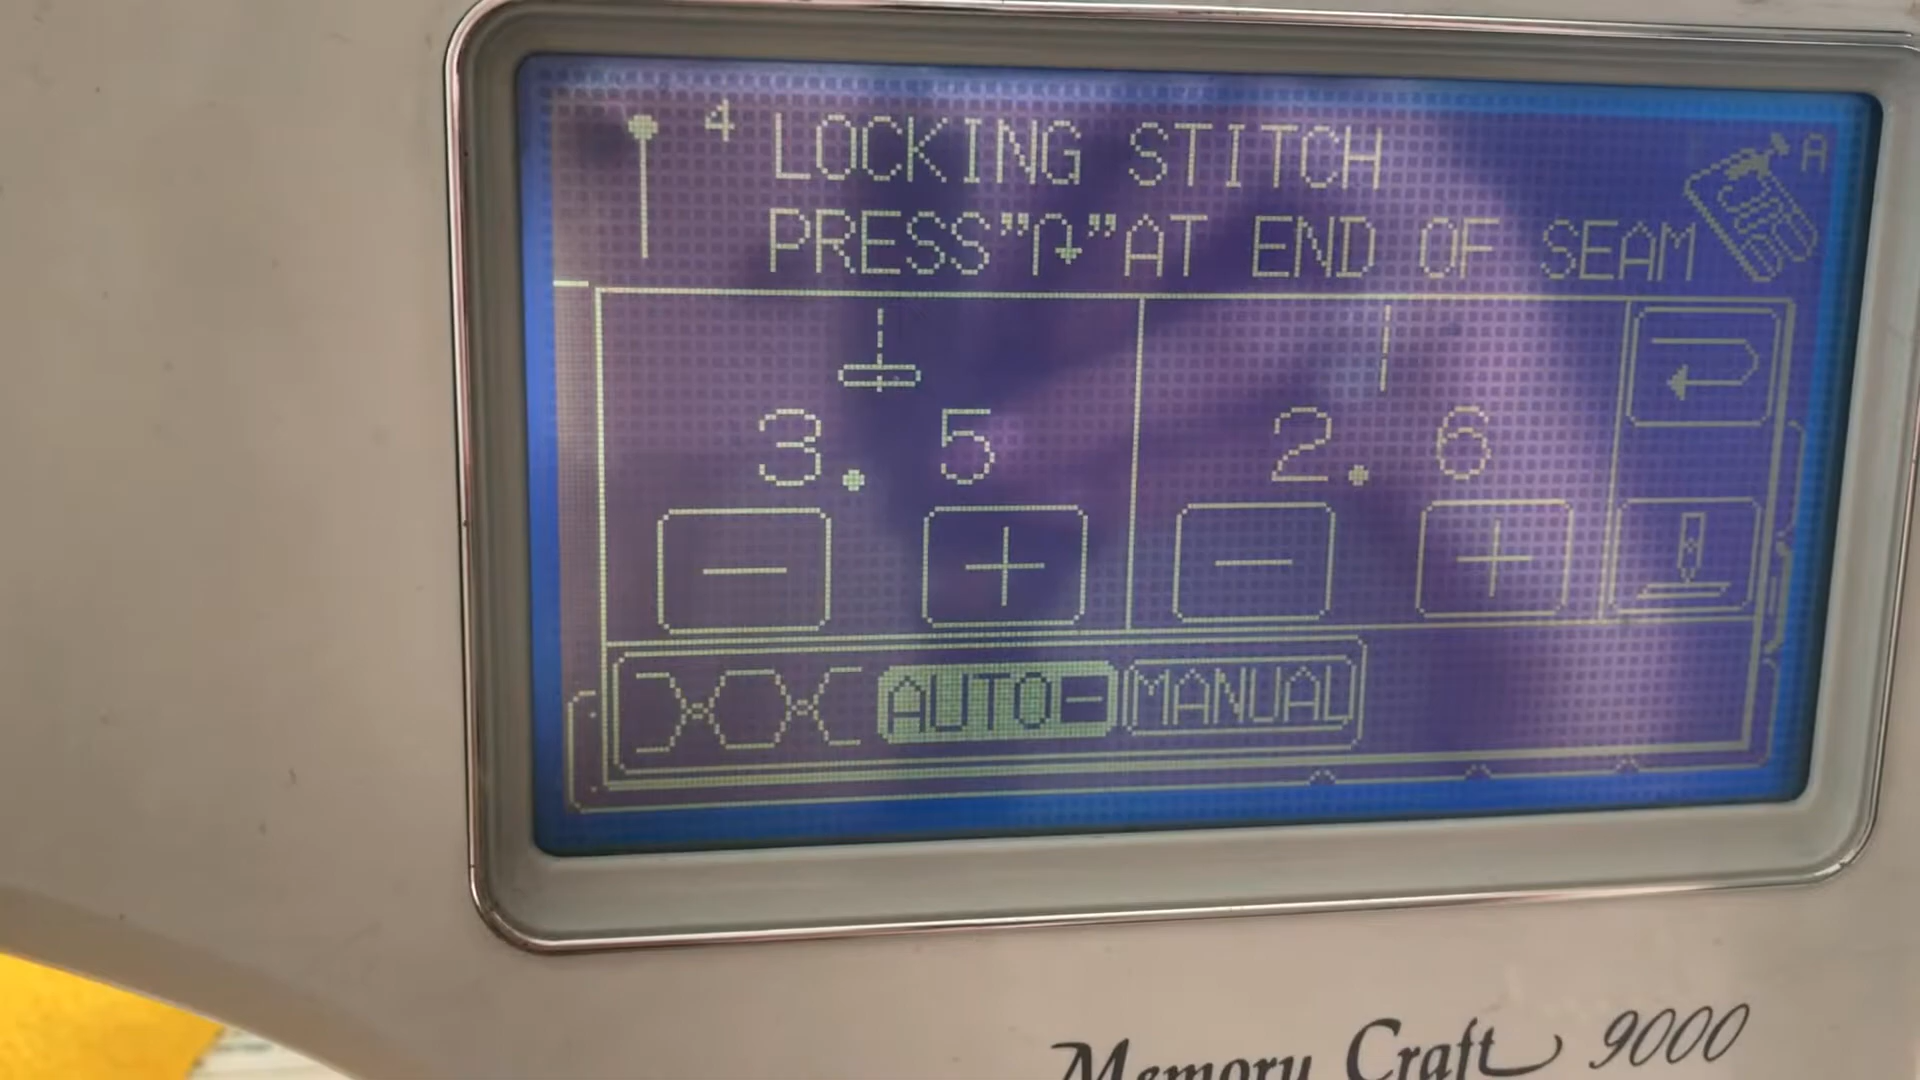 4 LOCKING STITCH A
PRESS"↷"AT END OF SEAM
3.5 2.6
- + - +
AUTO- MANUAL
Memory Craft 9000